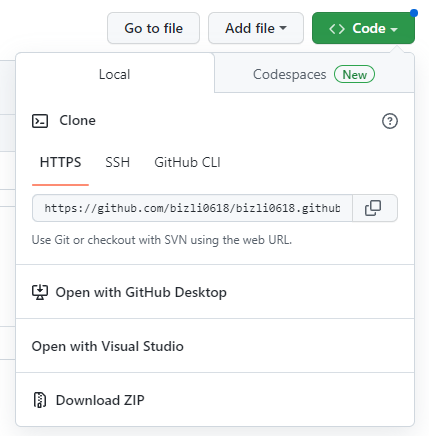 Go to file Add file <> Code
Local Codespaces New
Clone
HTTPS SSH GitHub CLI
https://github.com/bizli0618/bizli0618.github
Use Git or checkout with SVN using the web URL.
Open with GitHub Desktop
Open with Visual Studio
Download ZIP